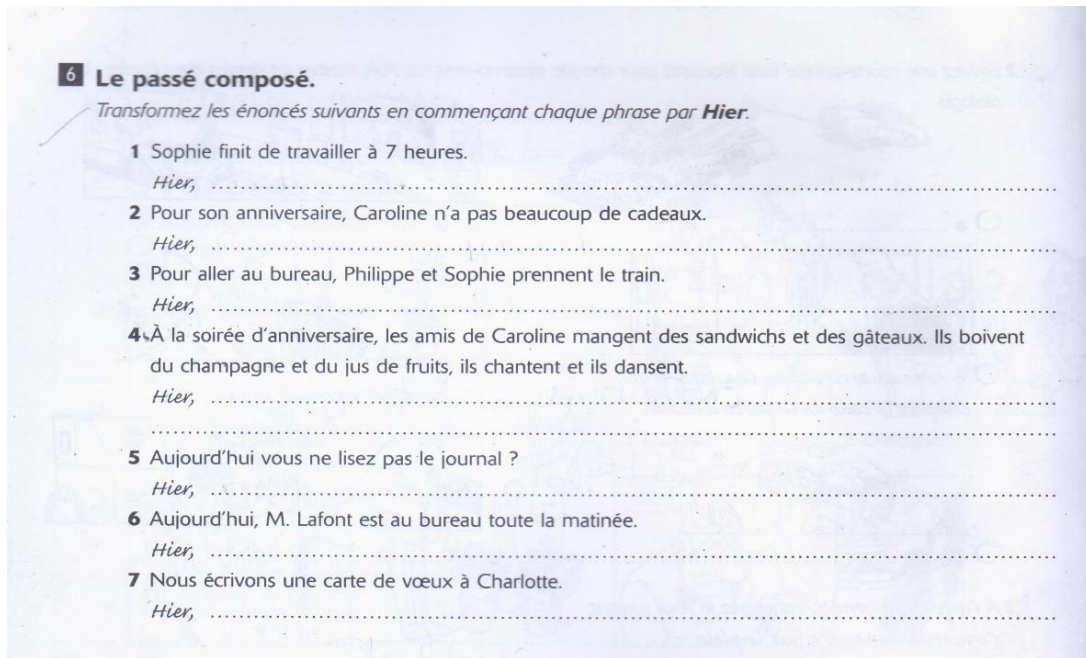 6 Le passé composé.
Transformez les énoncés suivants en commençant chaque phrase par Hier.
1 Sophie finit de travailler à 7 heures.
Hier, ........................................
2 Pour son anniversaire, Caroline n'a pas beaucoup de cadeaux.
Hier, ........................................
3 Pour aller au bureau, Philippe et Sophie prennent le train.
Hier, ........................................
4 À la soirée d'anniversaire, les amis de Caroline mangent des sandwichs et des gâteaux. Ils boivent
du champagne et du jus de fruits, ils chantent et ils dansent.
Hier, ........................................
........................................
5 Aujourd'hui vous ne lisez pas le journal ?
Hier, ........................................
6 Aujourd'hui, M. Lafont est au bureau toute la matinée.
Hier, ........................................
7 Nous écrivons une carte de vœux à Charlotte.
Hier, ........................................